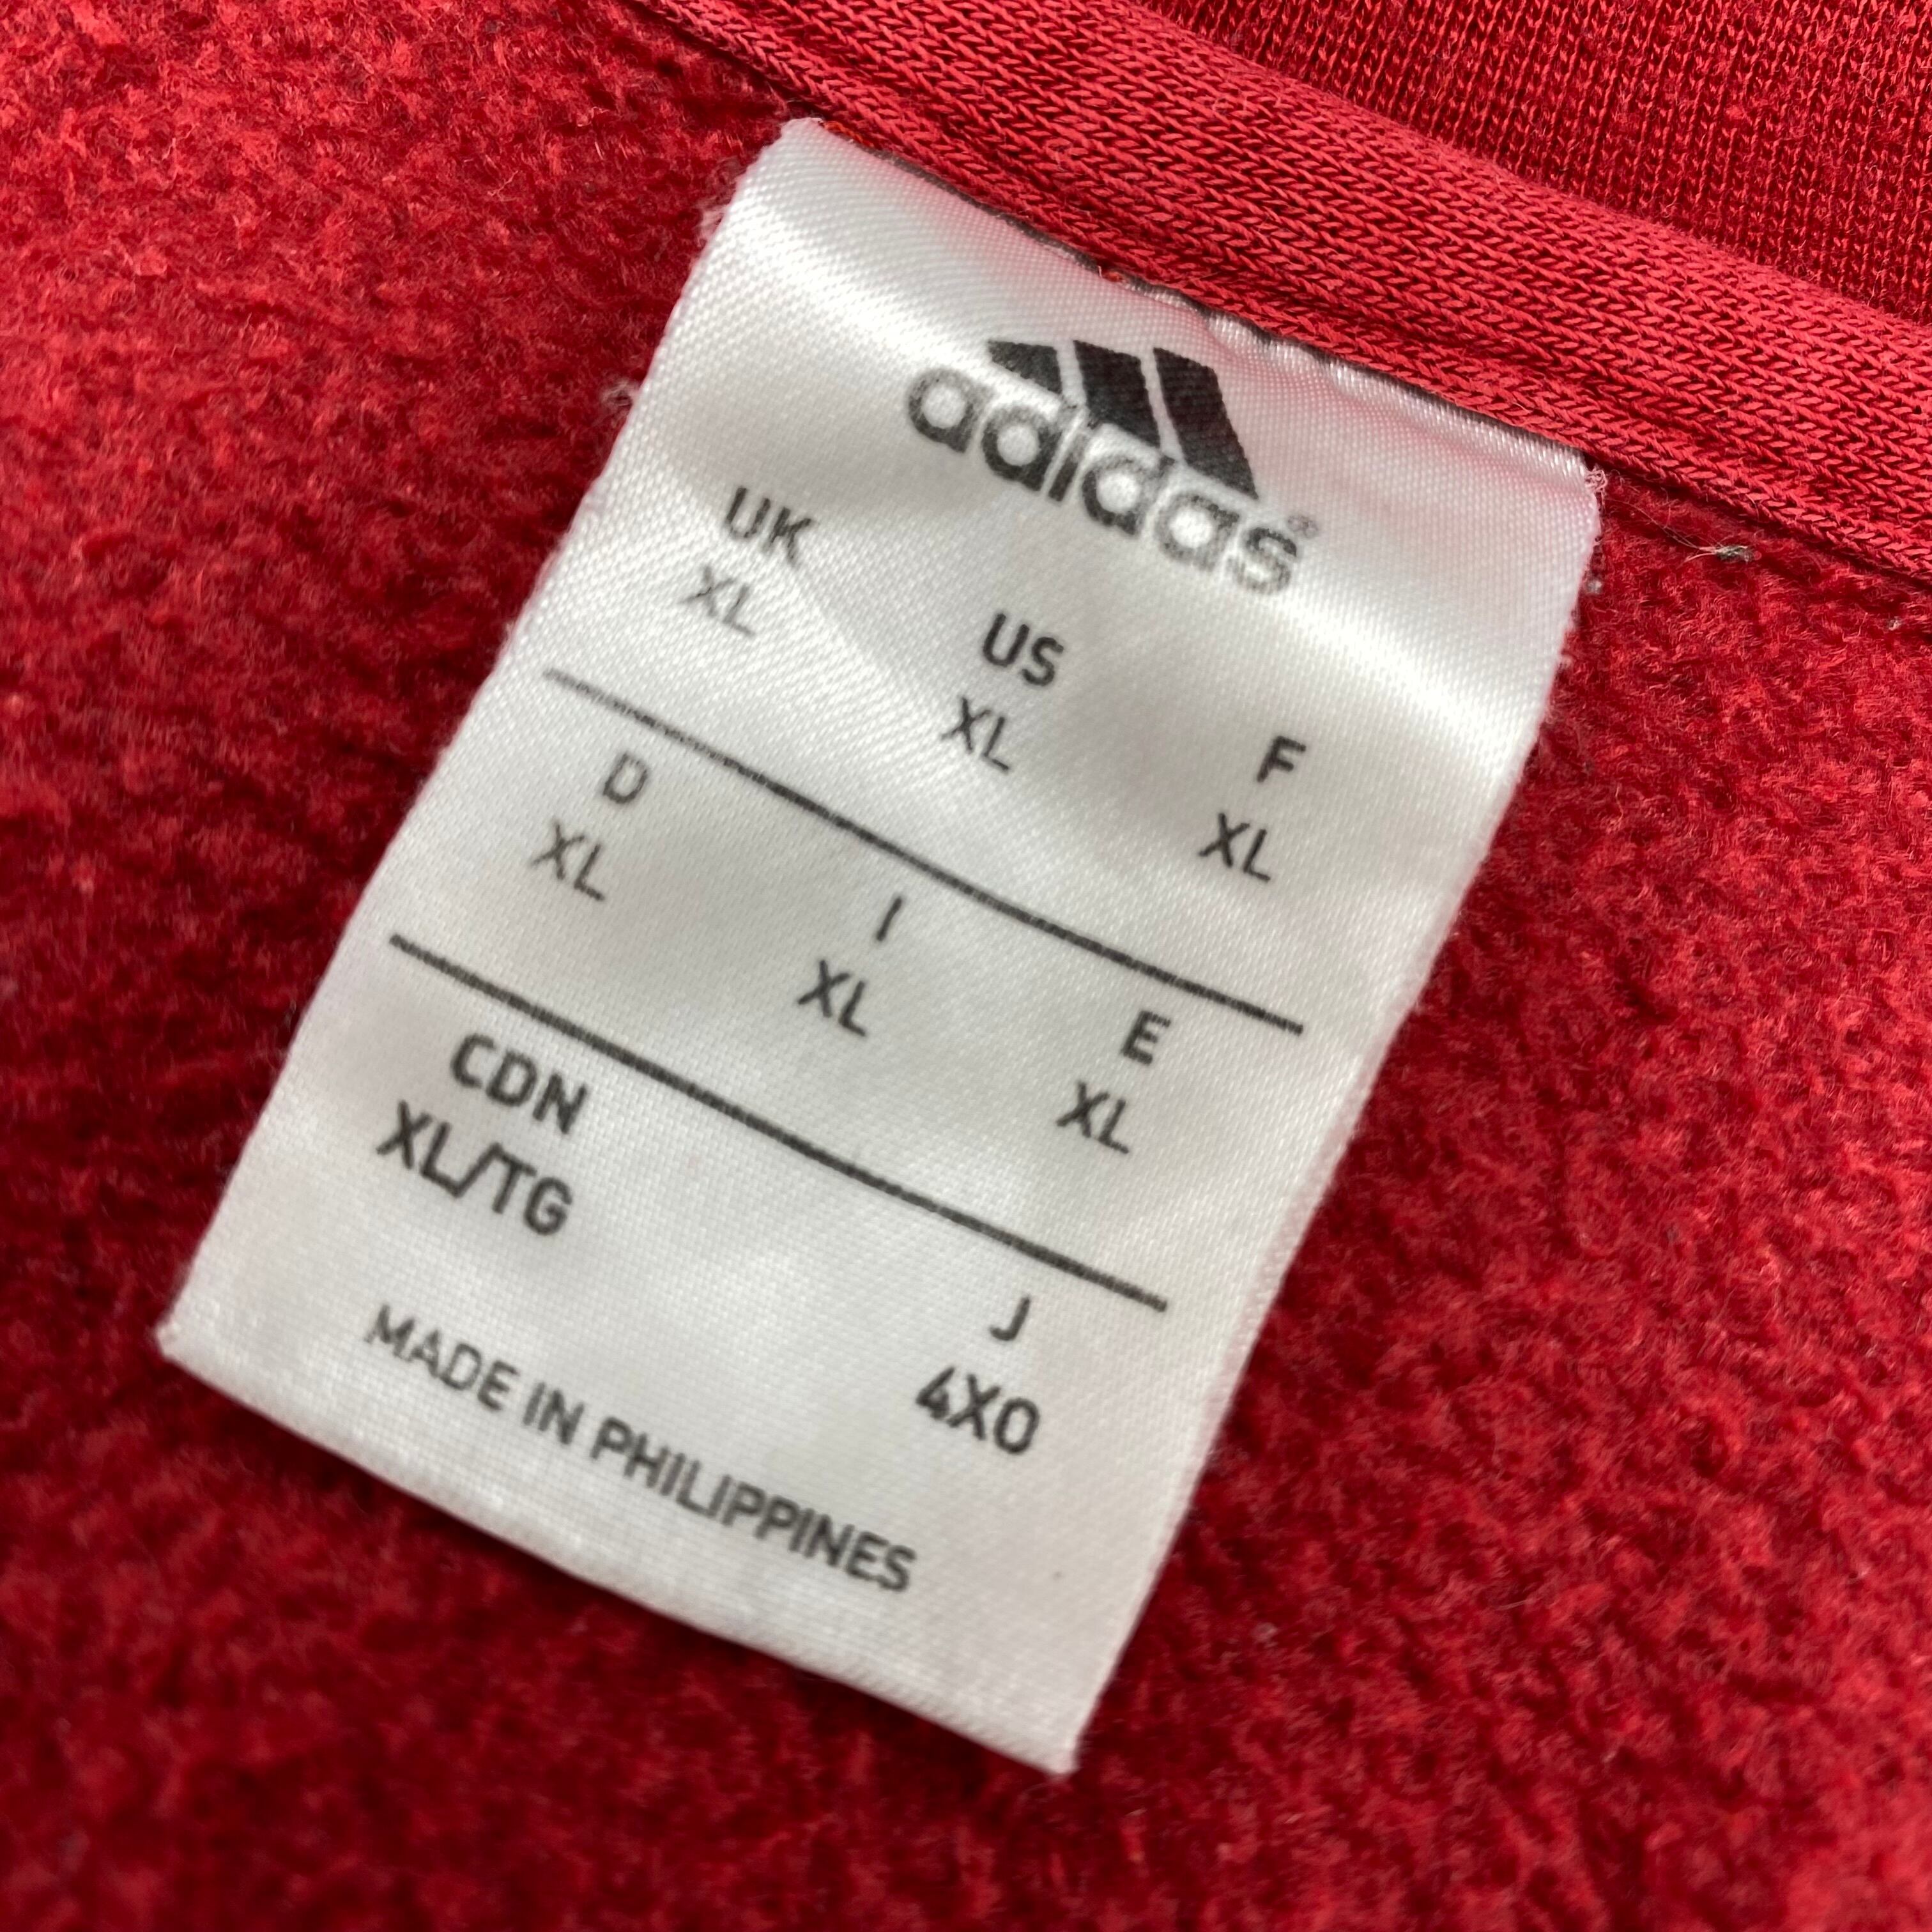 adidas®
UK US F
XL XL XL
D I E
XL XL XL
CDN J
XL/TG 4XO
MADE IN PHILIPPINES